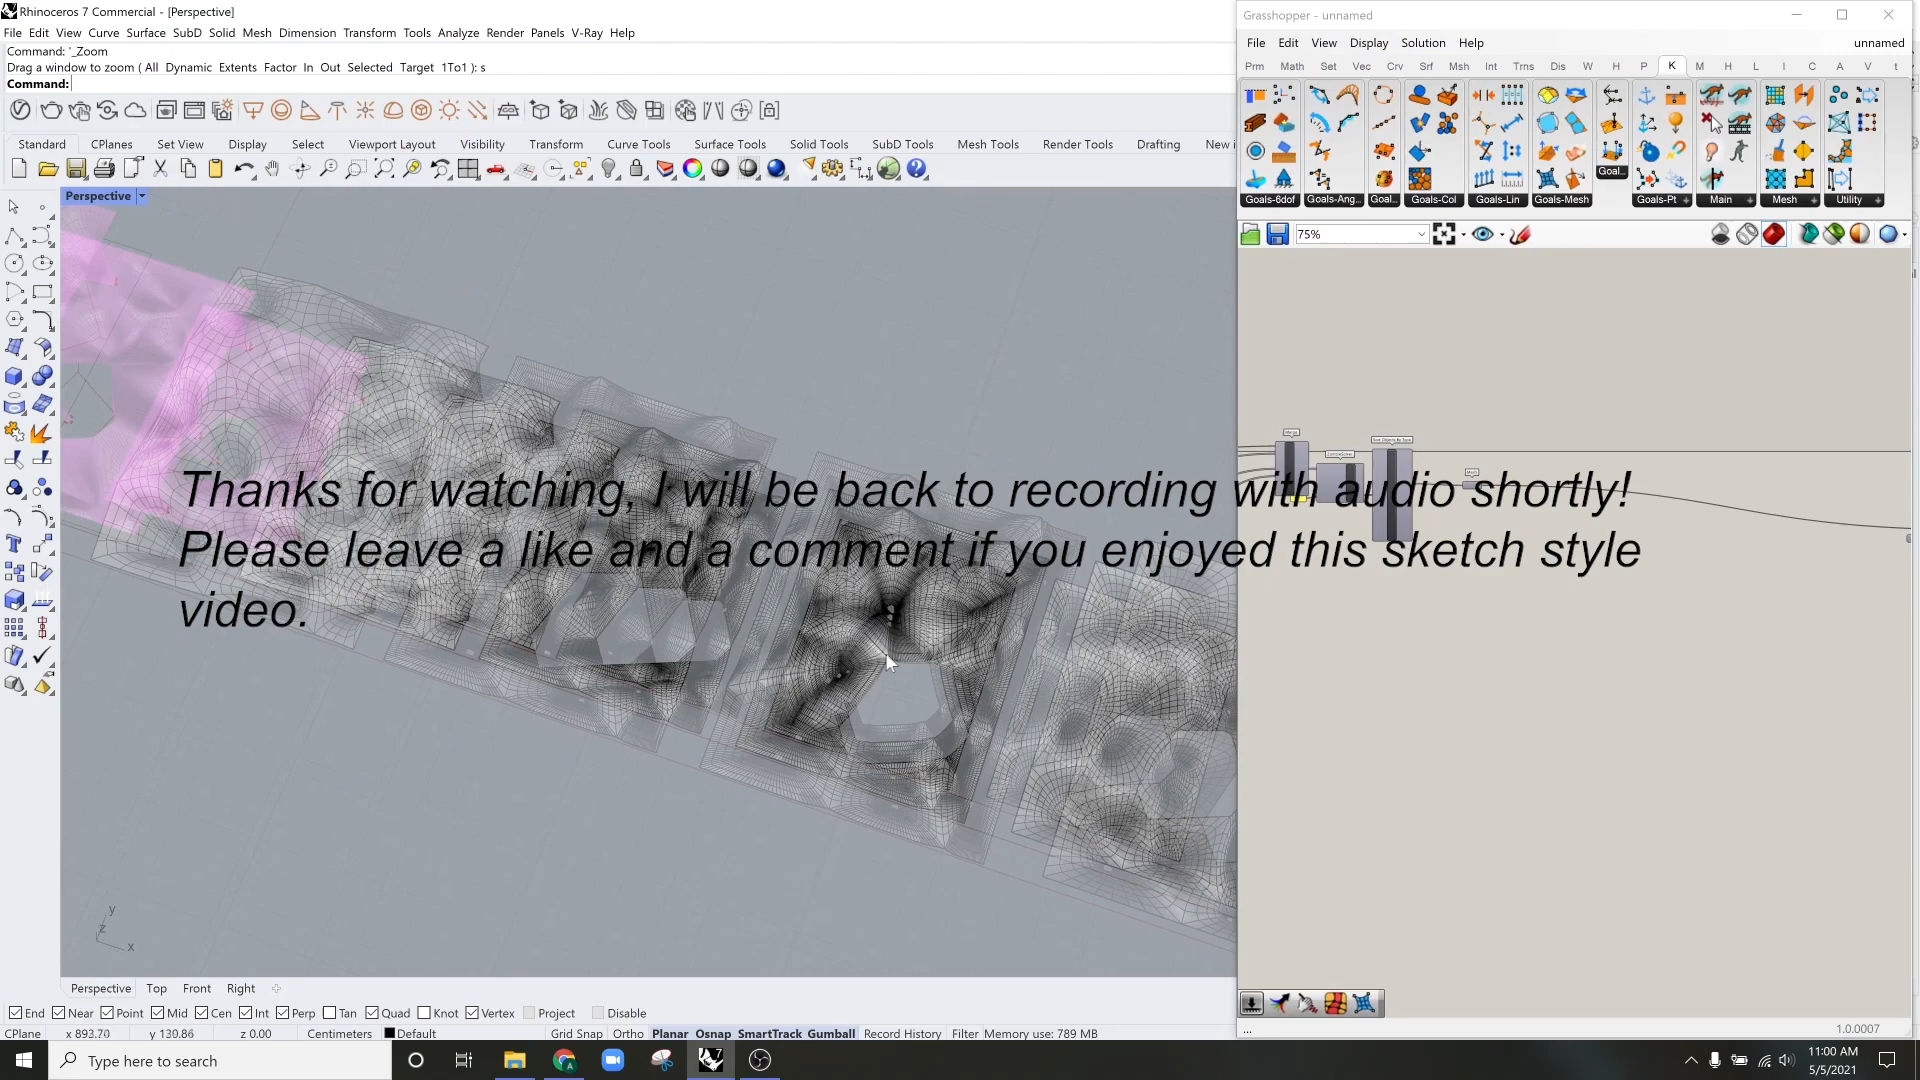 Rhinoceros 7 Commercial - [Perspective]
File Edit View Curve Surface SubD Solid Mesh Dimension Transform Tools Analyze Render Panels V-Ray Help
Command: '_Zoom
Drag a window to zoom ( All Dynamic Extents Factor In Out Selected Target 1To1 ): s
Command:
Standard CPlanes Set View Display Select Viewport Layout Visibility Transform Curve Tools Surface Tools Solid Tools SubD Tools Mesh Tools Render Tools Drafting New i
Perspective
Grasshopper - unnamed
File Edit View Display Solution Help unnamed
Prm Math Set Vec Crv Srf Msh Int Trns Dis W H P K M H L I C A V t
Goals-6dof Goals-Ang... Goal... Goals-Col Goals-Lin Goals-Mesh Goal... Goals-Pt Main Mesh Utility
75%
Thanks for watching, I will be back to recording with audio shortly!
Please leave a like and a comment if you enjoyed this sketch style
video.
y
z
x
Perspective Top Front Right
End Near Point Mid Cen Int Perp Tan Quad Knot Vertex Project Disable
CPlane x 893.70 y 130.86 z 0.00 Centimeters Default Grid Snap Ortho Planar Osnap SmartTrack Gumball Record History Filter Memory use: 789 MB
...
1.0.0007
Type here to search
11:00 AM
5/5/2021